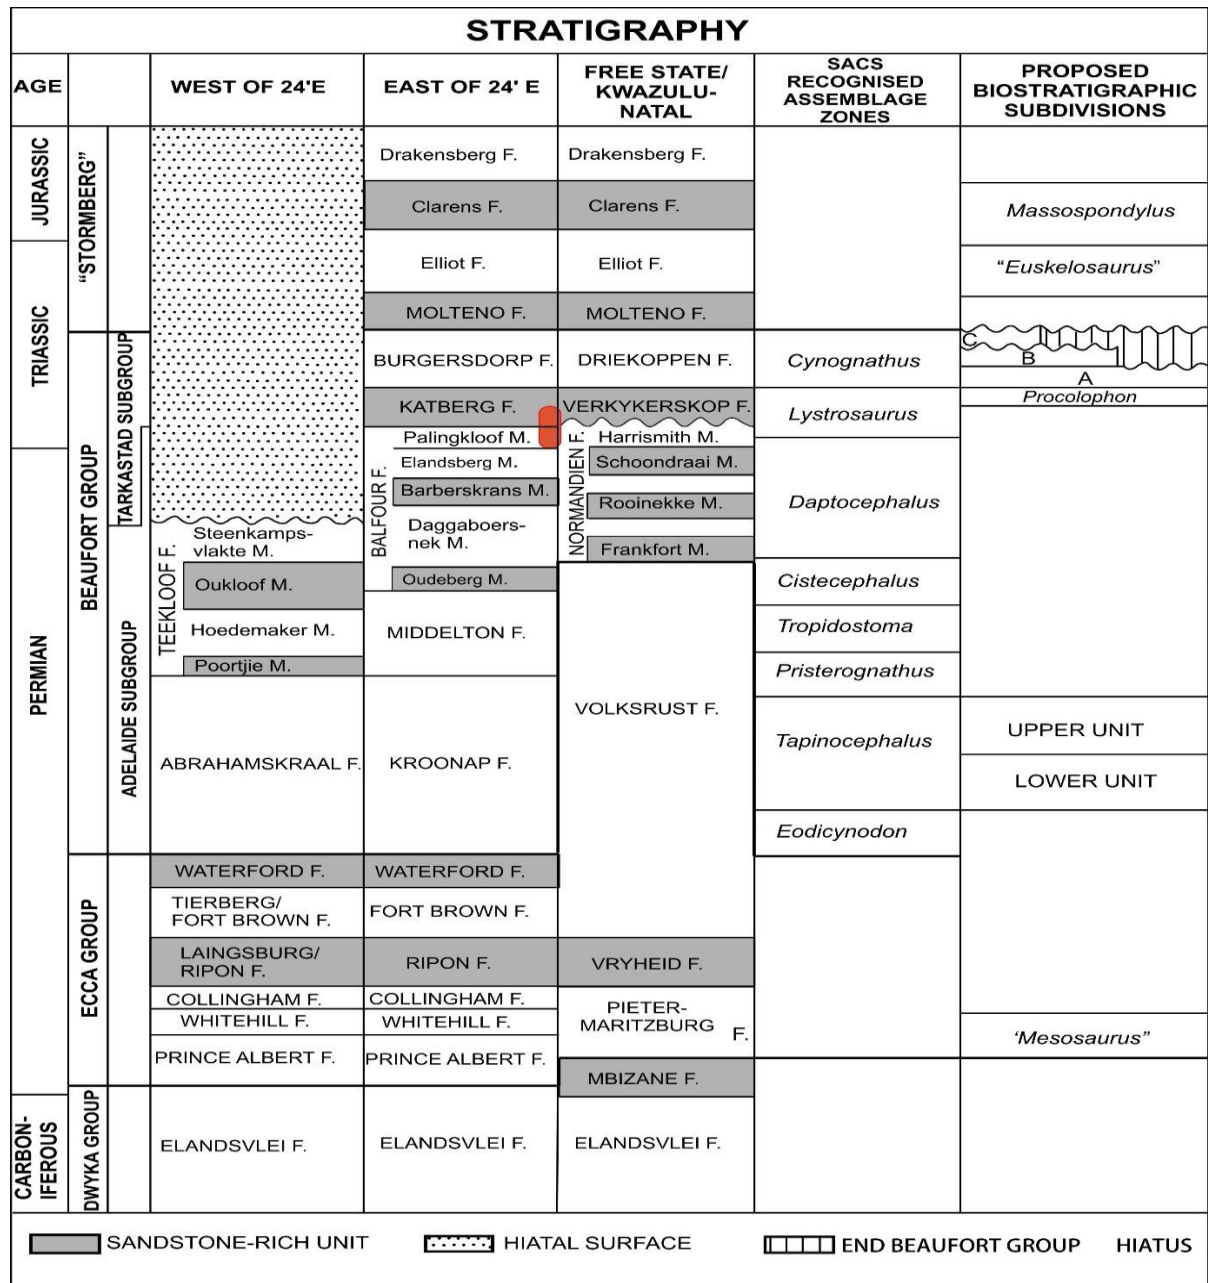 STRATIGRAPHY
AGE
WEST OF 24'E
EAST OF 24' E
FREE STATE/
KWAZULU-
NATAL
SACS
RECOGNISED
ASSEMBLAGE
ZONES
PROPOSED
BIOSTRATIGRAPHIC
SUBDIVISIONS
JURASSIC
TRIASSIC
PERMIAN
CARBON-
IFEROUS
"STORMBERG"
BEAUFORT GROUP
ECCA GROUP
DWYKA GROUP
TARKASTAD SUBGROUP
ADELAIDE SUBGROUP
TEEKLOOF F.
Steenkamps-
vlakte M.
Oukloof M.
Hoedemaker M.
Poortjie M.
ABRAHAMSKRAAL F.
WATERFORD F.
TIERBERG/
FORT BROWN F.
LAINGSBURG/
RIPON F.
COLLINGHAM F.
WHITEHILL F.
PRINCE ALBERT F.
ELANDSVLEI F.
Drakensberg F.
Clarens F.
Elliot F.
MOLTENO F.
BURGERSDORP F.
KATBERG F.
BALFOUR F.
Palingkloof M.
Elandsberg M.
Barberskrans M.
Daggaboers-
nek M.
Oudeberg M.
MIDDELTON F.
KROONAP F.
WATERFORD F.
FORT BROWN F.
RIPON F.
COLLINGHAM F.
WHITEHILL F.
PRINCE ALBERT F.
ELANDSVLEI F.
Drakensberg F.
Clarens F.
Elliot F.
MOLTENO F.
DRIEKOPPEN F.
VERKYKERSKOP F.
NORMANDIEN F.
Harrismith M.
Schoondraai M.
Rooinekke M.
Frankfort M.
VOLKSRUST F.
VRYHEID F.
PIETER-
MARITZBURG
F.
MBIZANE F.
ELANDSVLEI F.
Cynognathus
Lystrosaurus
Daptocephalus
Cistecephalus
Tropidostoma
Pristerognathus
Tapinocephalus
Eodicynodon
Massospondylus
"Euskelosaurus"
C
B
A
Procolophon
UPPER UNIT
LOWER UNIT
'Mesosaurus"
SANDSTONE-RICH UNIT
HIATAL SURFACE
END BEAUFORT GROUP HIATUS